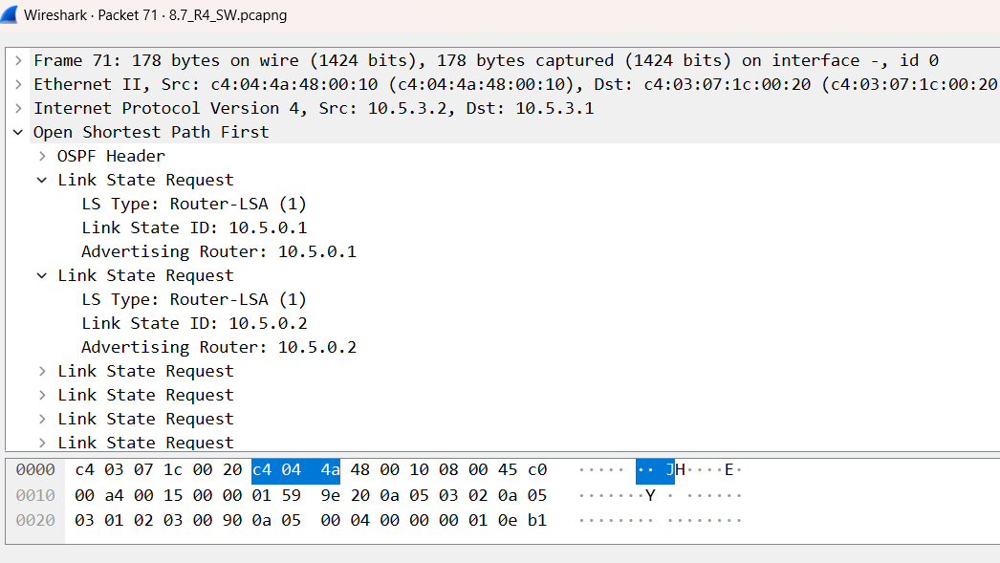 Wireshark · Packet 71 · 8.7_R4_SW.pcapng
Frame 71: 178 bytes on wire (1424 bits), 178 bytes captured (1424 bits) on interface -, id 0
Ethernet II, Src: c4:04:4a:48:00:10 (c4:04:4a:48:00:10), Dst: c4:03:07:1c:00:20 (c4:03:07:1c:00:20
Internet Protocol Version 4, Src: 10.5.3.2, Dst: 10.5.3.1
Open Shortest Path First
OSPF Header
Link State Request
LS Type: Router-LSA (1)
Link State ID: 10.5.0.1
Advertising Router: 10.5.0.1
Link State Request
LS Type: Router-LSA (1)
Link State ID: 10.5.0.2
Advertising Router: 10.5.0.2
Link State Request
Link State Request
Link State Request
Link State Request
0000 c4 03 07 1c 00 20 c4 04 4a 48 00 10 08 00 45 c0 ····· ·· JH····E·
0010 00 a4 00 15 00 00 01 59 9e 20 0a 05 03 02 0a 05 ·······Y · ······
0020 03 01 02 03 00 90 0a 05 00 04 00 00 00 01 0e b1 ········ ········